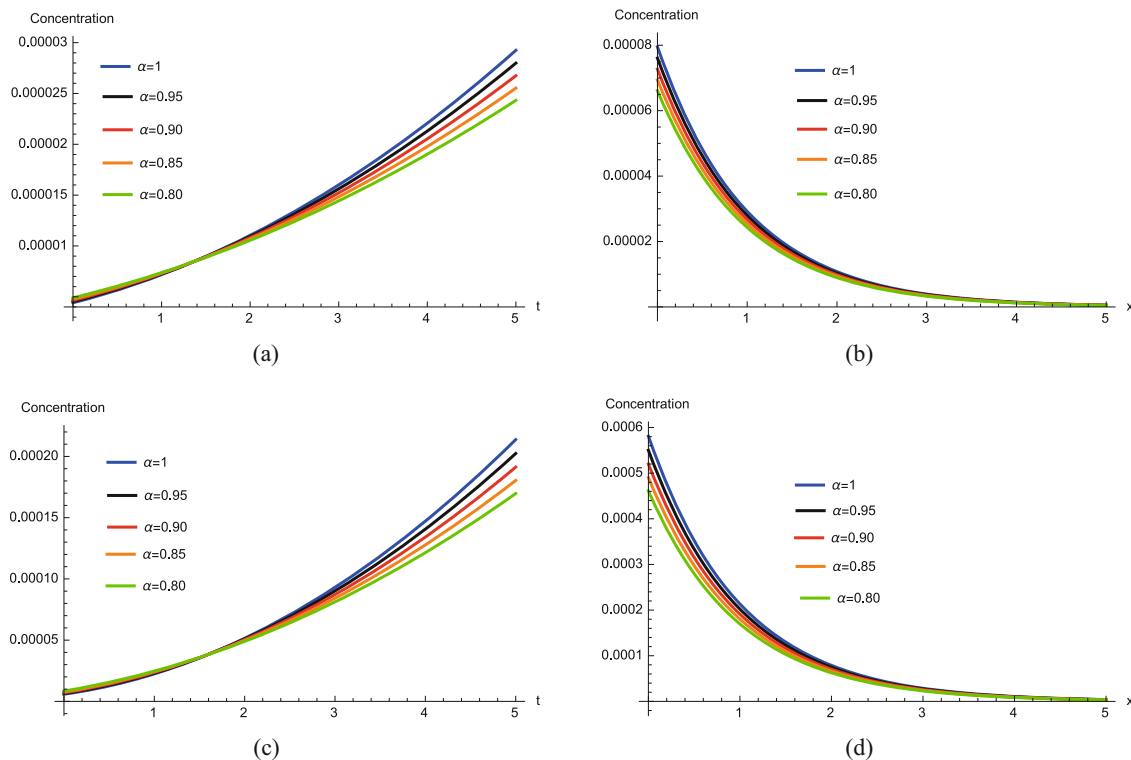 Concentration
0.00003
0.000025
0.00002
0.000015
0.00001
α=1
α=0.95
α=0.90
α=0.85
α=0.80
1 2 3 4 5 t
(a)
Concentration
0.00008
0.00006
0.00004
0.00002
α=1
α=0.95
α=0.90
α=0.85
α=0.80
1 2 3 4 5 x
(b)
Concentration
0.00020
0.00015
0.00010
0.00005
α=1
α=0.95
α=0.90
α=0.85
α=0.80
1 2 3 4 5 t
(c)
Concentration
0.0006
0.0005
0.0004
0.0003
0.0002
0.0001
α=1
α=0.95
α=0.90
α=0.85
α=0.80
1 2 3 4 5 x
(d)